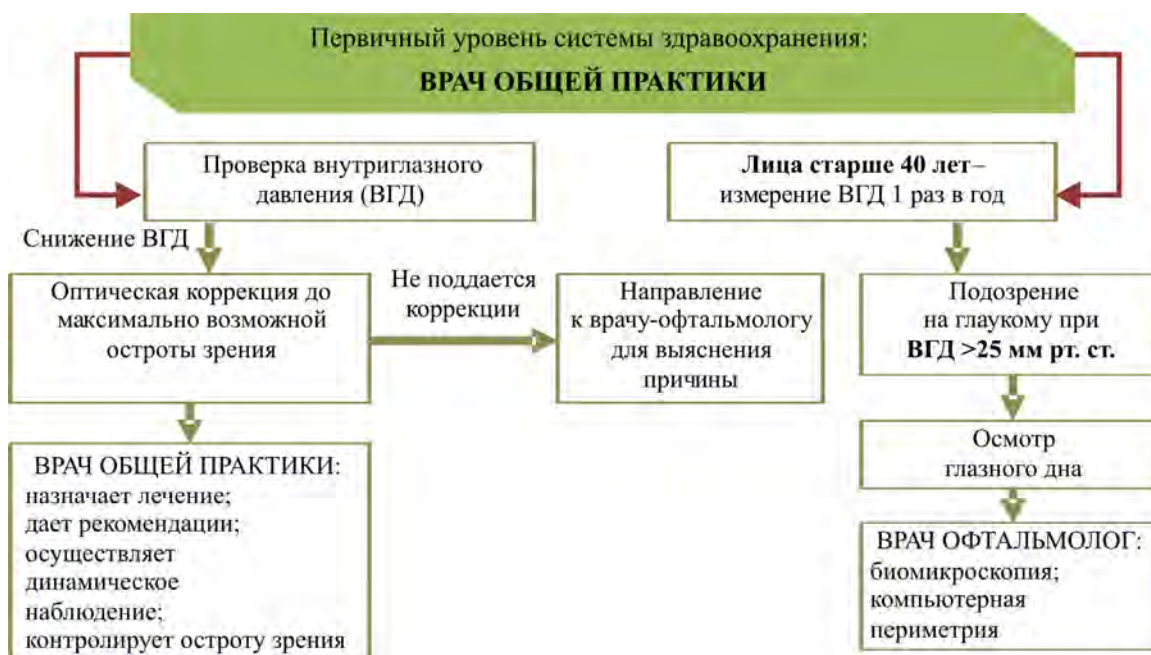 Первичный уровень системы здравоохранения:
ВРАЧ ОБЩЕЙ ПРАКТИКИ
Проверка внутриглазного
давления (ВГД)
Лица старше 40 лет–
измерение ВГД 1 раз в год
Снижение ВГД
Оптическая коррекция до
максимально возможной
остроты зрения
Не поддается
коррекции
Направление
к врачу-офтальмологу
для выяснения
причины
Подозрение
на глаукому при
ВГД >25 мм рт. ст.
Осмотр
глазного дна
ВРАЧ ОБЩЕЙ ПРАКТИКИ:
назначает лечение;
дает рекомендации;
осуществляет
динамическое
наблюдение;
контролирует остроту зрения
ВРАЧ ОФТАЛЬМОЛОГ:
биомикроскопия;
компьютерная
периметрия